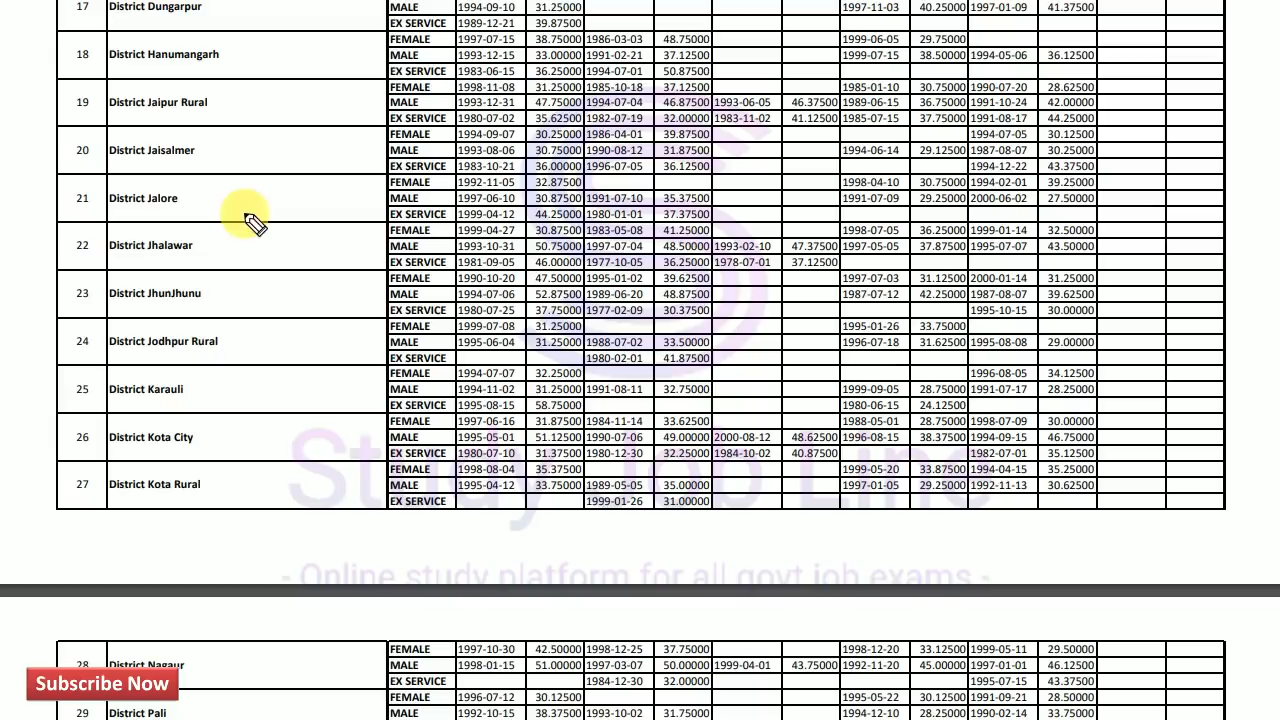 17 District Dungarpur MALE 1994-09-10 31.25000 1997-11-03 40.25000 1997-01-09 41.37500
EX SERVICE 1989-12-21 39.87500
FEMALE 1997-07-15 38.75000 1986-03-03 48.75000 1999-06-05 29.75000
18 District Hanumangarh MALE 1993-12-15 33.00000 1991-02-21 37.12500 1999-07-15 38.50000 1994-05-06 36.12500
EX SERVICE 1983-06-15 36.25000 1994-07-01 50.87500
FEMALE 1998-11-08 31.25000 1985-10-18 37.12500 1985-01-10 30.75000 1990-07-20 28.62500
19 District Jaipur Rural MALE 1993-12-31 47.75000 1994-07-04 46.87500 1993-06-05 46.37500 1989-06-15 36.75000 1991-10-24 42.00000
EX SERVICE 1980-07-02 35.62500 1982-07-19 32.00000 1983-11-02 41.12500 1985-07-15 37.75000 1991-08-17 44.25000
FEMALE 1994-09-07 30.25000 1986-04-01 39.87500 1994-07-05 30.12500
20 District Jaisalmer MALE 1993-08-06 30.75000 1990-08-12 31.87500 1994-06-14 29.12500 1987-08-07 30.25000
EX SERVICE 1983-10-21 36.00000 1996-07-05 36.12500 1994-12-22 43.37500
FEMALE 1992-11-05 32.87500 1998-04-10 30.75000 1994-02-01 39.25000
21 District Jalore MALE 1997-06-10 30.87500 1991-07-10 35.37500 1991-07-09 29.25000 2000-06-02 27.50000
EX SERVICE 1999-04-12 44.25000 1980-01-01 37.37500
FEMALE 1999-04-27 30.87500 1983-05-08 41.25000 1998-07-05 36.25000 1999-01-14 32.50000
22 District Jhalawar MALE 1993-10-31 50.75000 1997-07-04 48.50000 1993-02-10 47.37500 1997-05-05 37.87500 1995-07-07 43.50000
EX SERVICE 1981-09-05 46.00000 1977-10-05 36.25000 1978-07-01 37.12500
FEMALE 1990-10-20 47.50000 1995-01-02 39.62500 1997-07-03 31.12500 2000-01-14 31.25000
23 District JhunJhunu MALE 1994-07-06 52.87500 1989-06-20 48.87500 1987-07-12 42.25000 1987-08-07 39.62500
EX SERVICE 1980-07-25 37.75000 1977-02-09 30.37500 1995-10-15 30.00000
FEMALE 1999-07-08 31.25000 1995-01-26 33.75000
24 District Jodhpur Rural MALE 1995-06-04 31.25000 1988-07-02 33.50000 1996-07-18 31.62500 1995-08-08 29.00000
EX SERVICE 1980-02-01 41.87500
FEMALE 1994-07-07 32.25000 1996-08-05 34.12500
25 District Karauli MALE 1994-11-02 31.25000 1991-08-11 32.75000 1999-09-05 28.75000 1991-07-17 28.25000
EX SERVICE 1995-08-15 58.75000 1980-06-15 24.12500
FEMALE 1997-06-16 31.87500 1984-11-14 33.62500 1988-05-01 28.75000 1998-07-09 30.00000
26 District Kota City MALE 1995-05-01 51.12500 1990-07-06 49.00000 2000-08-12 48.62500 1996-08-15 38.37500 1994-09-15 46.75000
EX SERVICE 1980-07-10 31.37500 1980-12-30 32.25000 1984-10-02 40.87500 1982-07-01 35.12500
FEMALE 1998-08-04 35.37500 1999-05-20 33.87500 1994-04-15 35.25000
27 District Kota Rural MALE 1995-04-12 33.75000 1989-05-05 35.00000 1997-01-05 29.25000 1992-11-13 30.62500
EX SERVICE 1999-01-26 31.00000
Study Job Line
- Online study platform for all govt job exams -
FEMALE 1997-10-30 42.50000 1998-12-25 37.75000 1998-12-20 33.12500 1999-05-11 29.50000
28 District Nagaur MALE 1998-01-15 51.00000 1997-03-07 50.00000 1999-04-01 43.75000 1992-11-20 45.00000 1997-01-01 46.12500
EX SERVICE 1984-12-30 32.00000 1995-07-15 43.37500
Subscribe Now
FEMALE 1996-07-12 30.12500 1995-05-22 30.12500 1991-09-21 28.50000
29 District Pali MALE 1992-10-15 38.37500 1993-10-02 31.75000 1994-12-10 28.25000 1990-02-14 33.75000